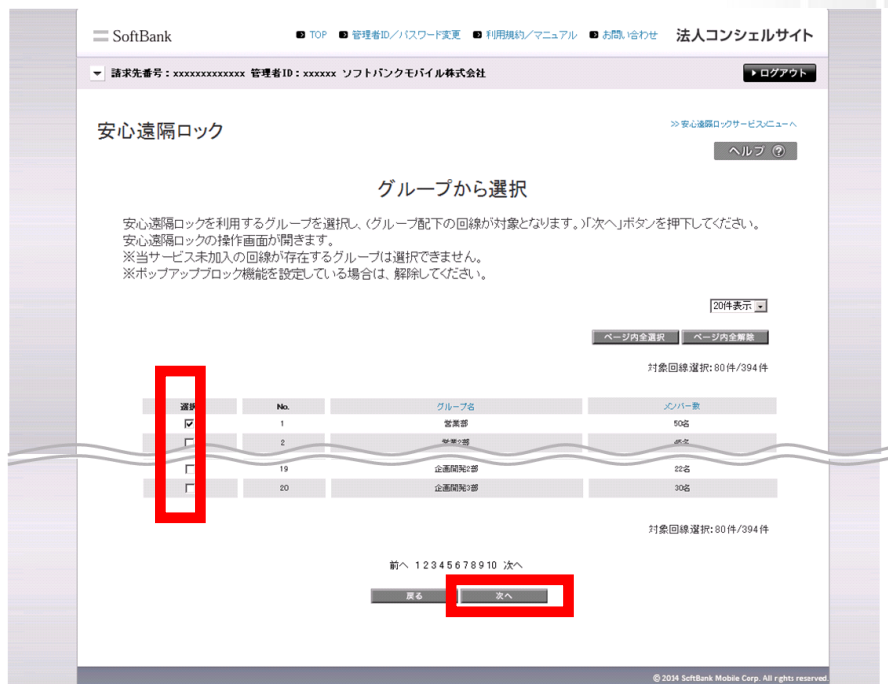 SoftBank
TOP 管理者ID／パスワード変更 利用規約／マニュアル お問い合わせ 法人コンシェルサイト
請求先番号：xxxxxxxxxxxxx 管理者ID：xxxxxx ソフトバンクモバイル株式会社 ログアウト
安心遠隔ロック
≫安心遠隔ロックサービスメニューへ
ヘルプ ?
グループから選択
安心遠隔ロックを利用するグループを選択し、（グループ配下の回線が対象となります。）「次へ」ボタンを押下してください。
安心遠隔ロックの操作画面が開きます。
※当サービス未加入の回線が存在するグループは選択できません。
※ポップアップブロック機能を設定している場合は、解除してください。
20件表示
ページ内全選択 ページ内全解除
対象回線選択:80件/394件
選択 No. グループ名 メンバー数
1 営業部 50名
2 営業2部 45名
19 企画開発2部 22名
20 企画開発3部 30名
対象回線選択:80件/394件
前へ 1 2 3 4 5 6 7 8 9 10 次へ
戻る 次へ
© 2014 SoftBank Mobile Corp. All rights reserved.